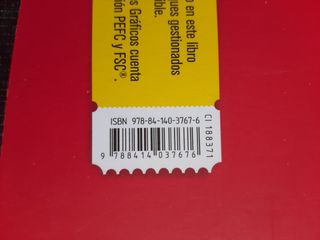 o en este libro
ques gestionados
ible.
s Gráficos cuenta
ión PEFC y FSC®.
ISBN 978-84-140-3767-6
9 788414 037676
CI 188371